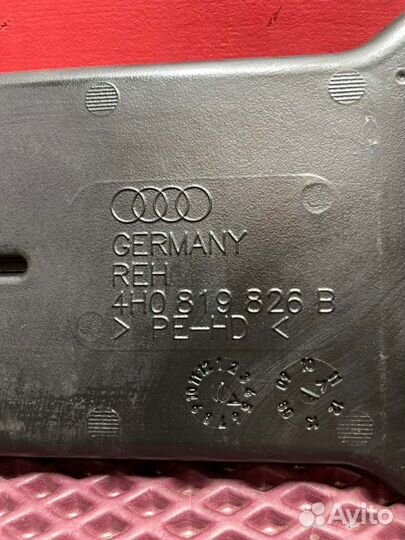 GERMANY
REH
4H0 819 826 B
> PE-HD <
Avito